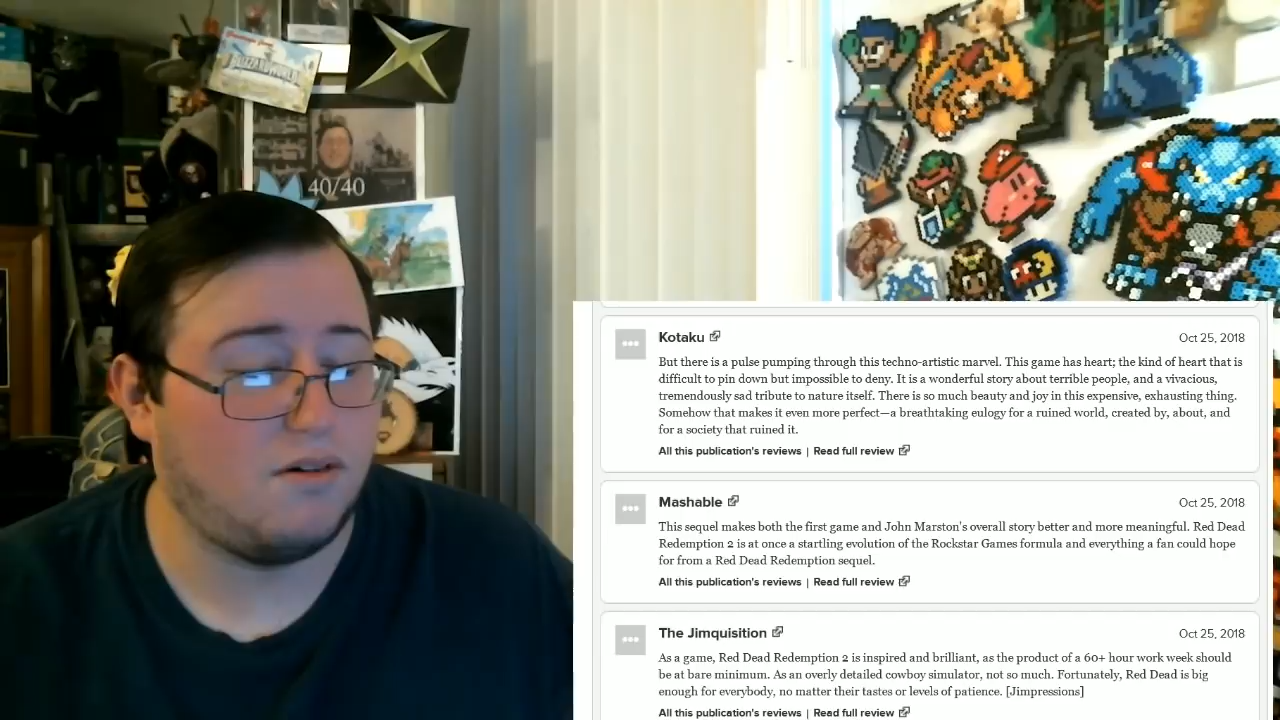 BLIZZARDWORLD
40/40
Kotaku
Oct 25, 2018
But there is a pulse pumping through this techno-artistic marvel. This game has heart; the kind of heart that is
difficult to pin down but impossible to deny. It is a wonderful story about terrible people, and a vivacious,
tremendously sad tribute to nature itself. There is so much beauty and joy in this expensive, exhausting thing.
Somehow that makes it even more perfect—a breathtaking eulogy for a ruined world, created by, about, and
for a society that ruined it.
All this publication's reviews | Read full review
Mashable
Oct 25, 2018
This sequel makes both the first game and John Marston's overall story better and more meaningful. Red Dead
Redemption 2 is at once a startling evolution of the Rockstar Games formula and everything a fan could hope
for from a Red Dead Redemption sequel.
All this publication's reviews | Read full review
The Jimquisition
Oct 25, 2018
As a game, Red Dead Redemption 2 is inspired and brilliant, as the product of a 60+ hour work week should
be at bare minimum. As an overly detailed cowboy simulator, not so much. Fortunately, Red Dead is big
enough for everybody, no matter their tastes or levels of patience. [Jimpressions]
All this publication's reviews | Read full review